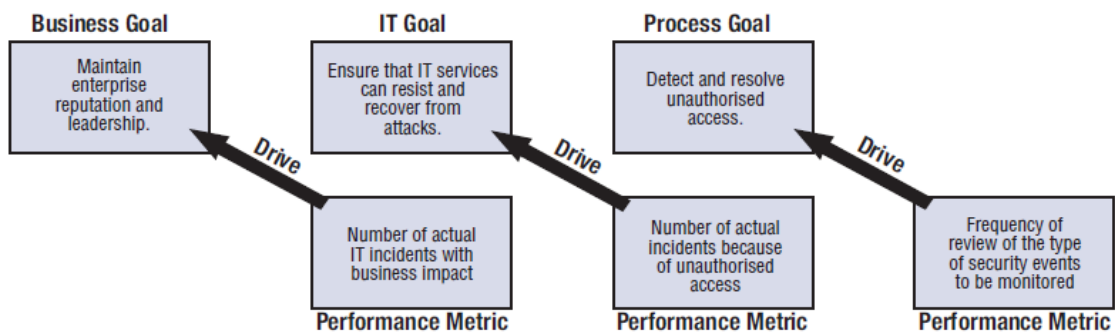 Business Goal
IT Goal
Process Goal
Maintain
enterprise
reputation and
leadership.
Ensure that IT services
can resist and
recover from
attacks.
Detect and resolve
unauthorised
access.
Drive
Drive
Drive
Number of actual
IT incidents with
business impact
Number of actual
incidents because
of unauthorised
access
Frequency of
review of the type
of security events
to be monitored
Performance Metric
Performance Metric
Performance Metric